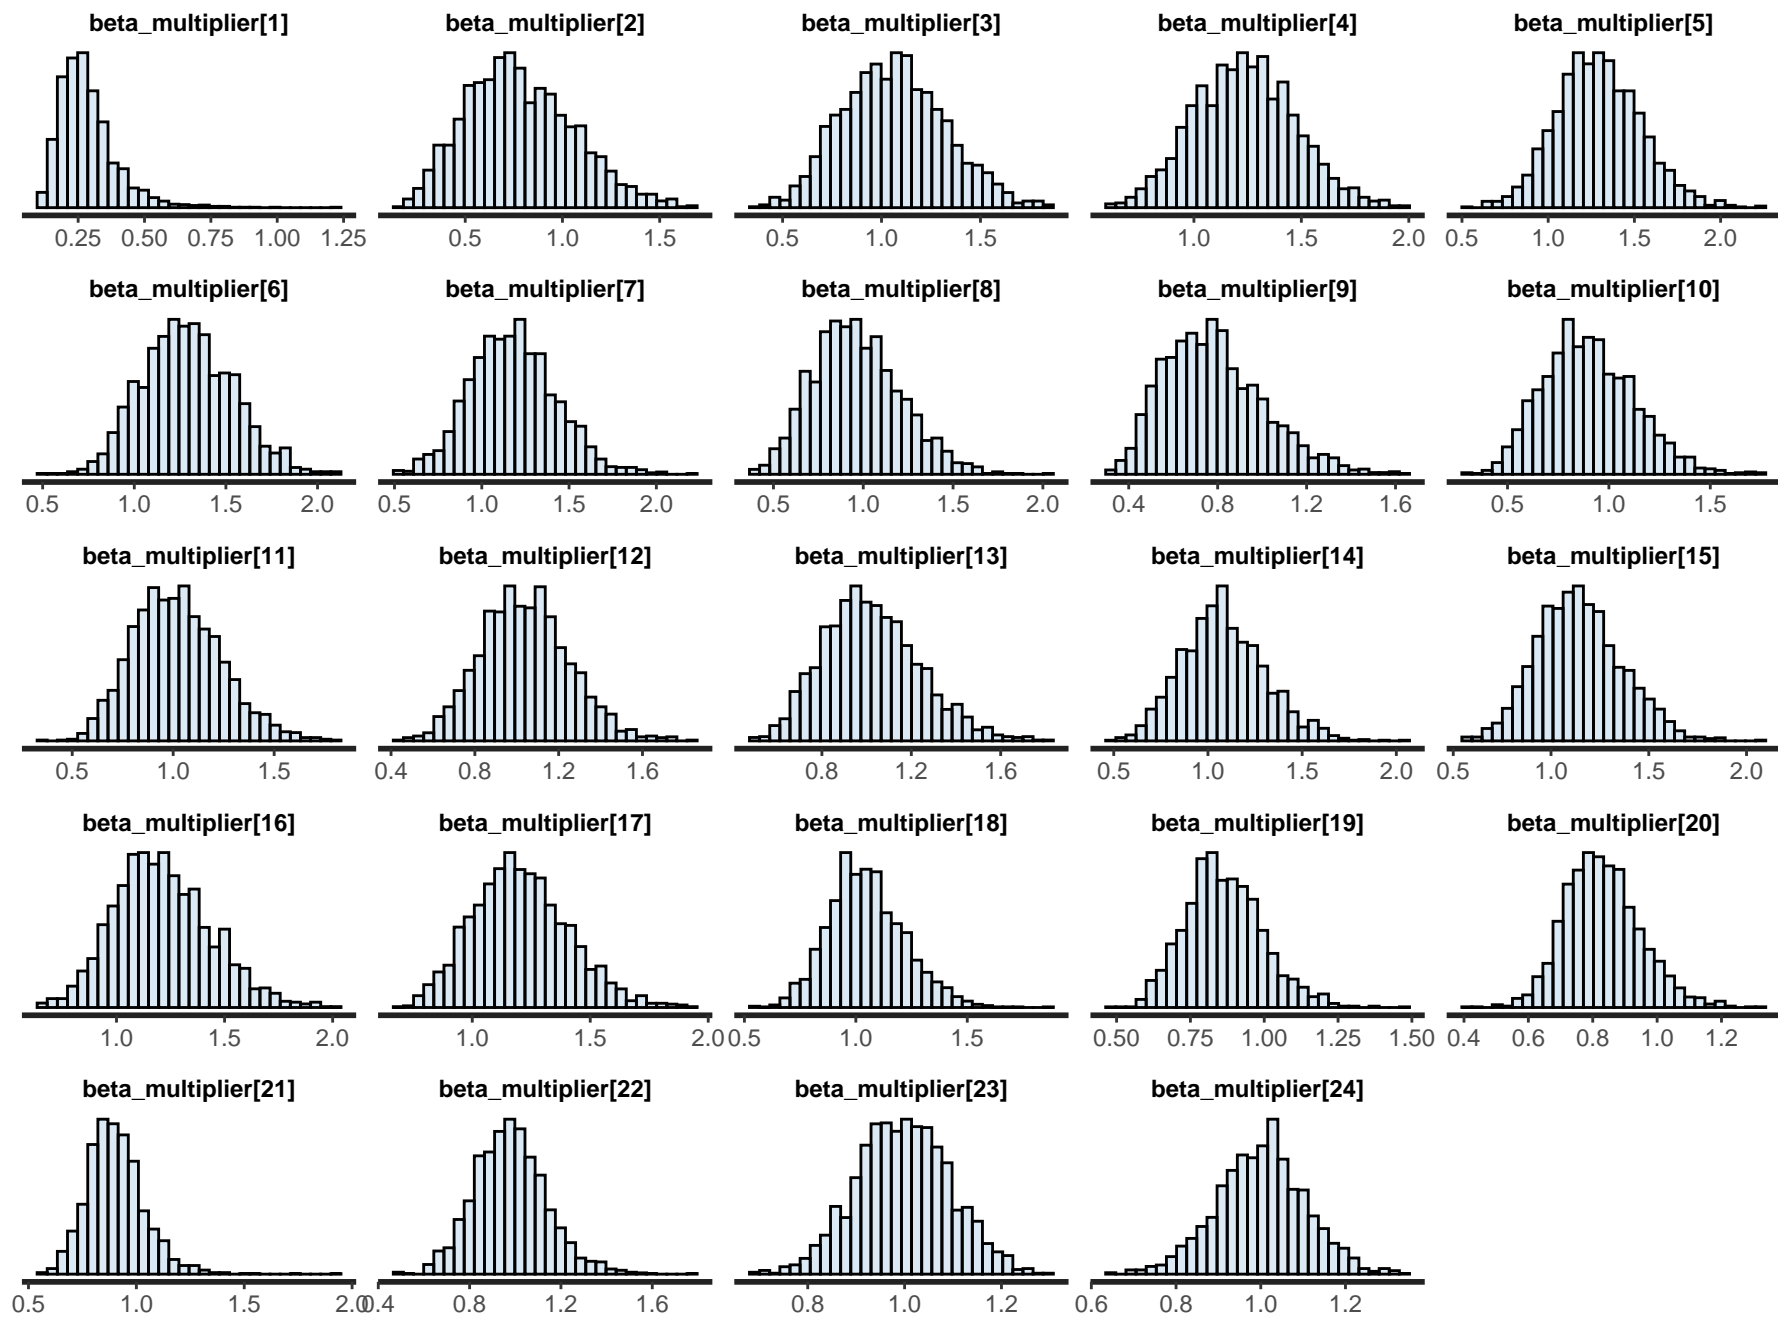 beta_multiplier[1] beta_multiplier[2] beta_multiplier[3] beta_multiplier[4] beta_multiplier[5]
0.25 0.50 0.75 1.00 1.25 0.5 1.0 1.5 0.5 1.0 1.5 1.0 1.5 2.0 0.5 1.0 1.5 2.0
beta_multiplier[6] beta_multiplier[7] beta_multiplier[8] beta_multiplier[9] beta_multiplier[10]
0.5 1.0 1.5 2.0 0.5 1.0 1.5 2.0 0.5 1.0 1.5 2.0 0.4 0.8 1.2 1.6 0.5 1.0 1.5
beta_multiplier[11] beta_multiplier[12] beta_multiplier[13] beta_multiplier[14] beta_multiplier[15]
0.5 1.0 1.5 0.4 0.8 1.2 1.6 0.8 1.2 1.6 0.5 1.0 1.5 2.0 0.5 1.0 1.5 2.0
beta_multiplier[16] beta_multiplier[17] beta_multiplier[18] beta_multiplier[19] beta_multiplier[20]
1.0 1.5 2.0 1.0 1.5 2.0 0.5 1.0 1.5 0.50 0.75 1.00 1.25 1.50 0.4 0.6 0.8 1.0 1.2
beta_multiplier[21] beta_multiplier[22] beta_multiplier[23] beta_multiplier[24]
0.5 1.0 1.5 2.0 0.4 0.8 1.2 1.6 0.8 1.0 1.2 0.6 0.8 1.0 1.2